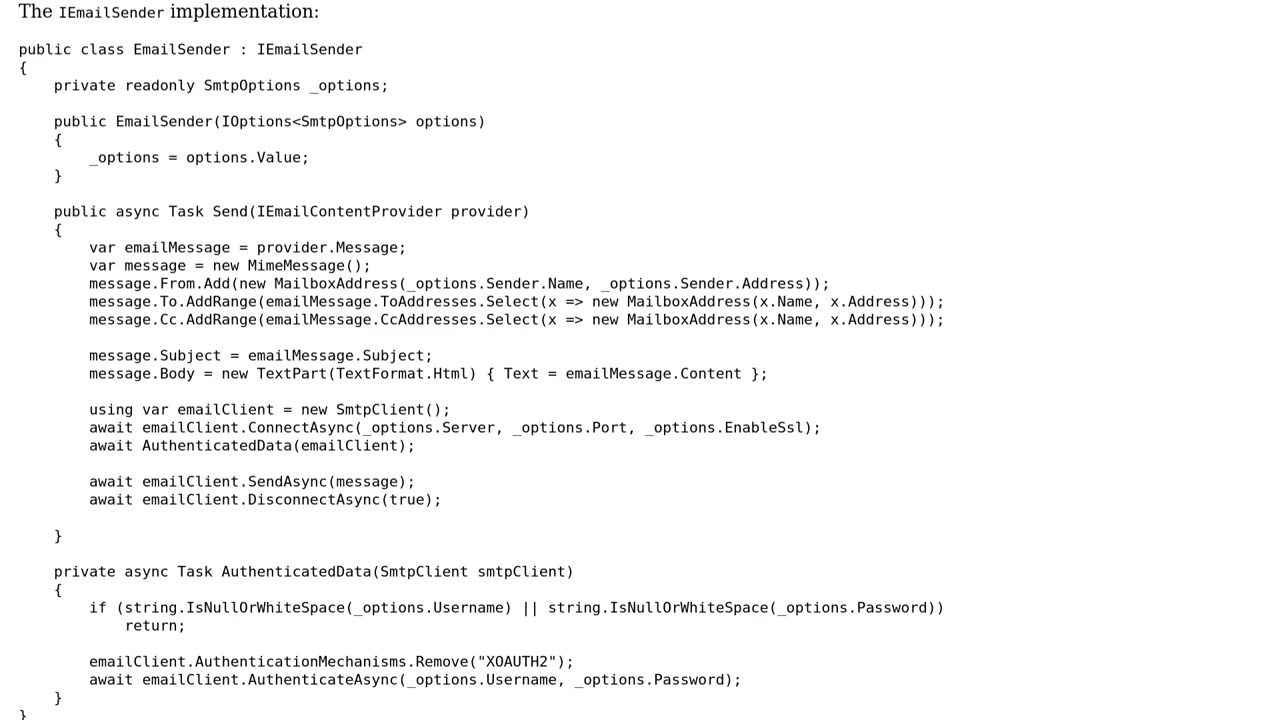 The IEmailSender implementation:
public class EmailSender : IEmailSender
{
    private readonly SmtpOptions _options;
    public EmailSender(IOptions<SmtpOptions> options)
    {
        _options = options.Value;
    }
    public async Task Send(IEmailContentProvider provider)
    {
        var emailMessage = provider.Message;
        var message = new MimeMessage();
        message.From.Add(new MailboxAddress(_options.Sender.Name, _options.Sender.Address));
        message.To.AddRange(emailMessage.ToAddresses.Select(x => new MailboxAddress(x.Name, x.Address)));
        message.Cc.AddRange(emailMessage.CcAddresses.Select(x => new MailboxAddress(x.Name, x.Address)));
        message.Subject = emailMessage.Subject;
        message.Body = new TextPart(TextFormat.Html) { Text = emailMessage.Content };
        using var emailClient = new SmtpClient();
        await emailClient.ConnectAsync(_options.Server, _options.Port, _options.EnableSsl);
        await AuthenticatedData(emailClient);
        await emailClient.SendAsync(message);
        await emailClient.DisconnectAsync(true);
    }
    private async Task AuthenticatedData(SmtpClient smtpClient)
    {
        if (string.IsNullOrWhiteSpace(_options.Username) || string.IsNullOrWhiteSpace(_options.Password))
            return;
        emailClient.AuthenticationMechanisms.Remove("XOAUTH2");
        await emailClient.AuthenticateAsync(_options.Username, _options.Password);
    }
}